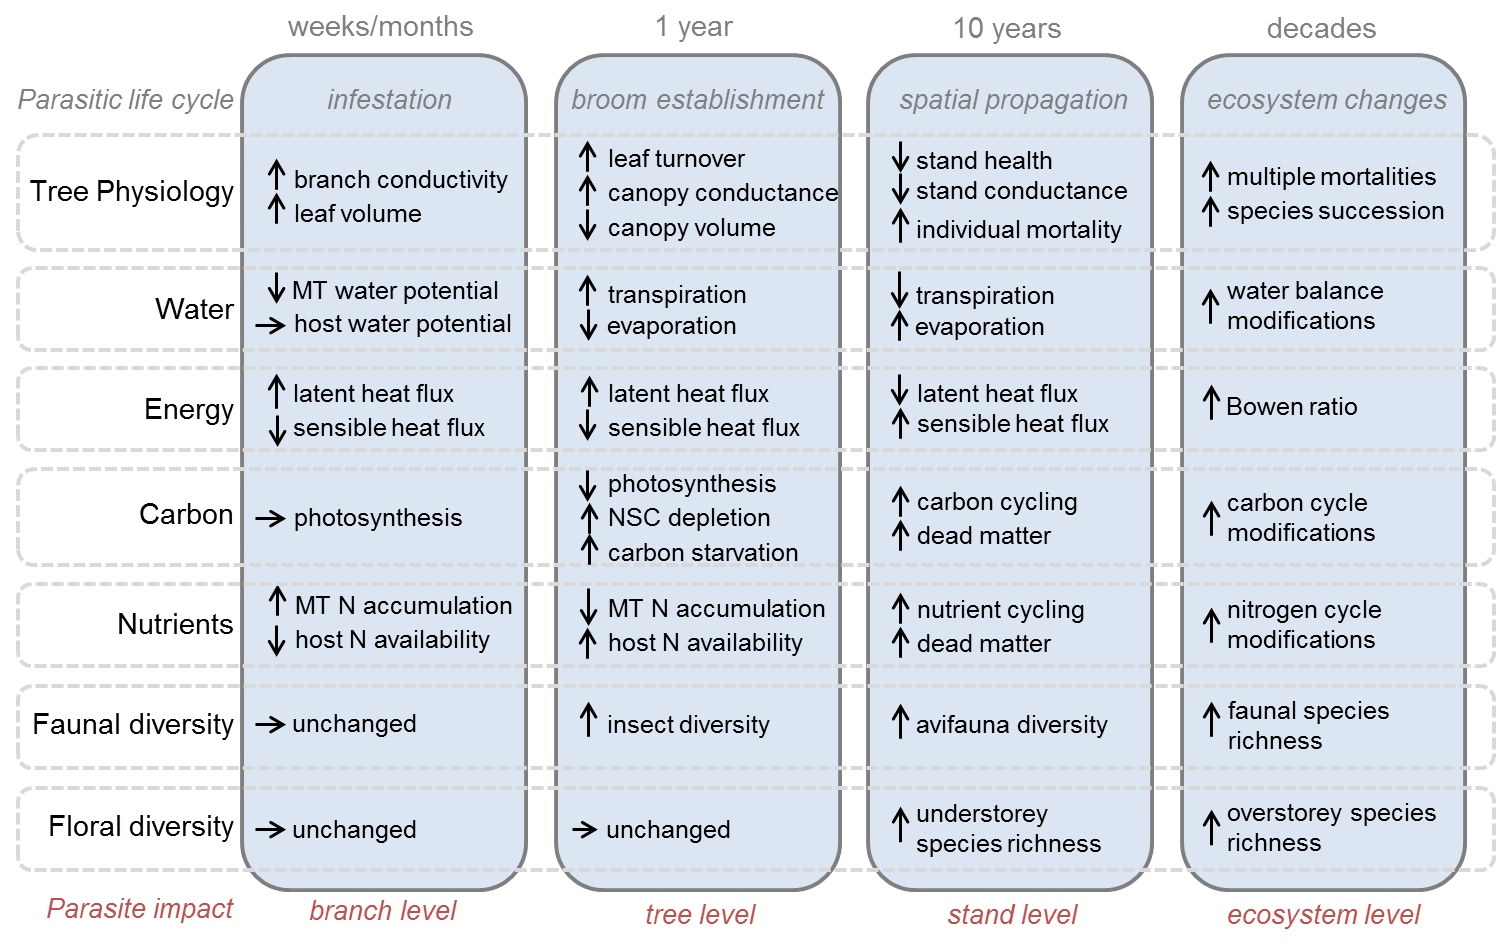 weeks/months 1 year 10 years decades
Parasitic life cycle infestation broom establishment spatial propagation ecosystem changes
Tree Physiology
↑ branch conductivity
↑ leaf volume
↑ leaf turnover
↑ canopy conductance
↓ canopy volume
↓ stand health
↓ stand conductance
↑ individual mortality
↑ multiple mortalities
↑ species succession
Water
↓ MT water potential
→ host water potential
↑ transpiration
↓ evaporation
↓ transpiration
↑ evaporation
↑ water balance
modifications
Energy
↑ latent heat flux
↓ sensible heat flux
↑ latent heat flux
↓ sensible heat flux
↓ latent heat flux
↑ sensible heat flux
↑ Bowen ratio
Carbon
→ photosynthesis
↓ photosynthesis
↑ NSC depletion
↑ carbon starvation
↑ carbon cycling
↑ dead matter
↑ carbon cycle
modifications
Nutrients
↑ MT N accumulation
↓ host N availability
↓ MT N accumulation
↑ host N availability
↑ nutrient cycling
↑ dead matter
↑ nitrogen cycle
modifications
Faunal diversity
→ unchanged
↑ insect diversity
↑ avifauna diversity
↑ faunal species
richness
Floral diversity
→ unchanged
→ unchanged
↑ understorey
species richness
↑ overstorey species
richness
Parasite impact branch level tree level stand level ecosystem level